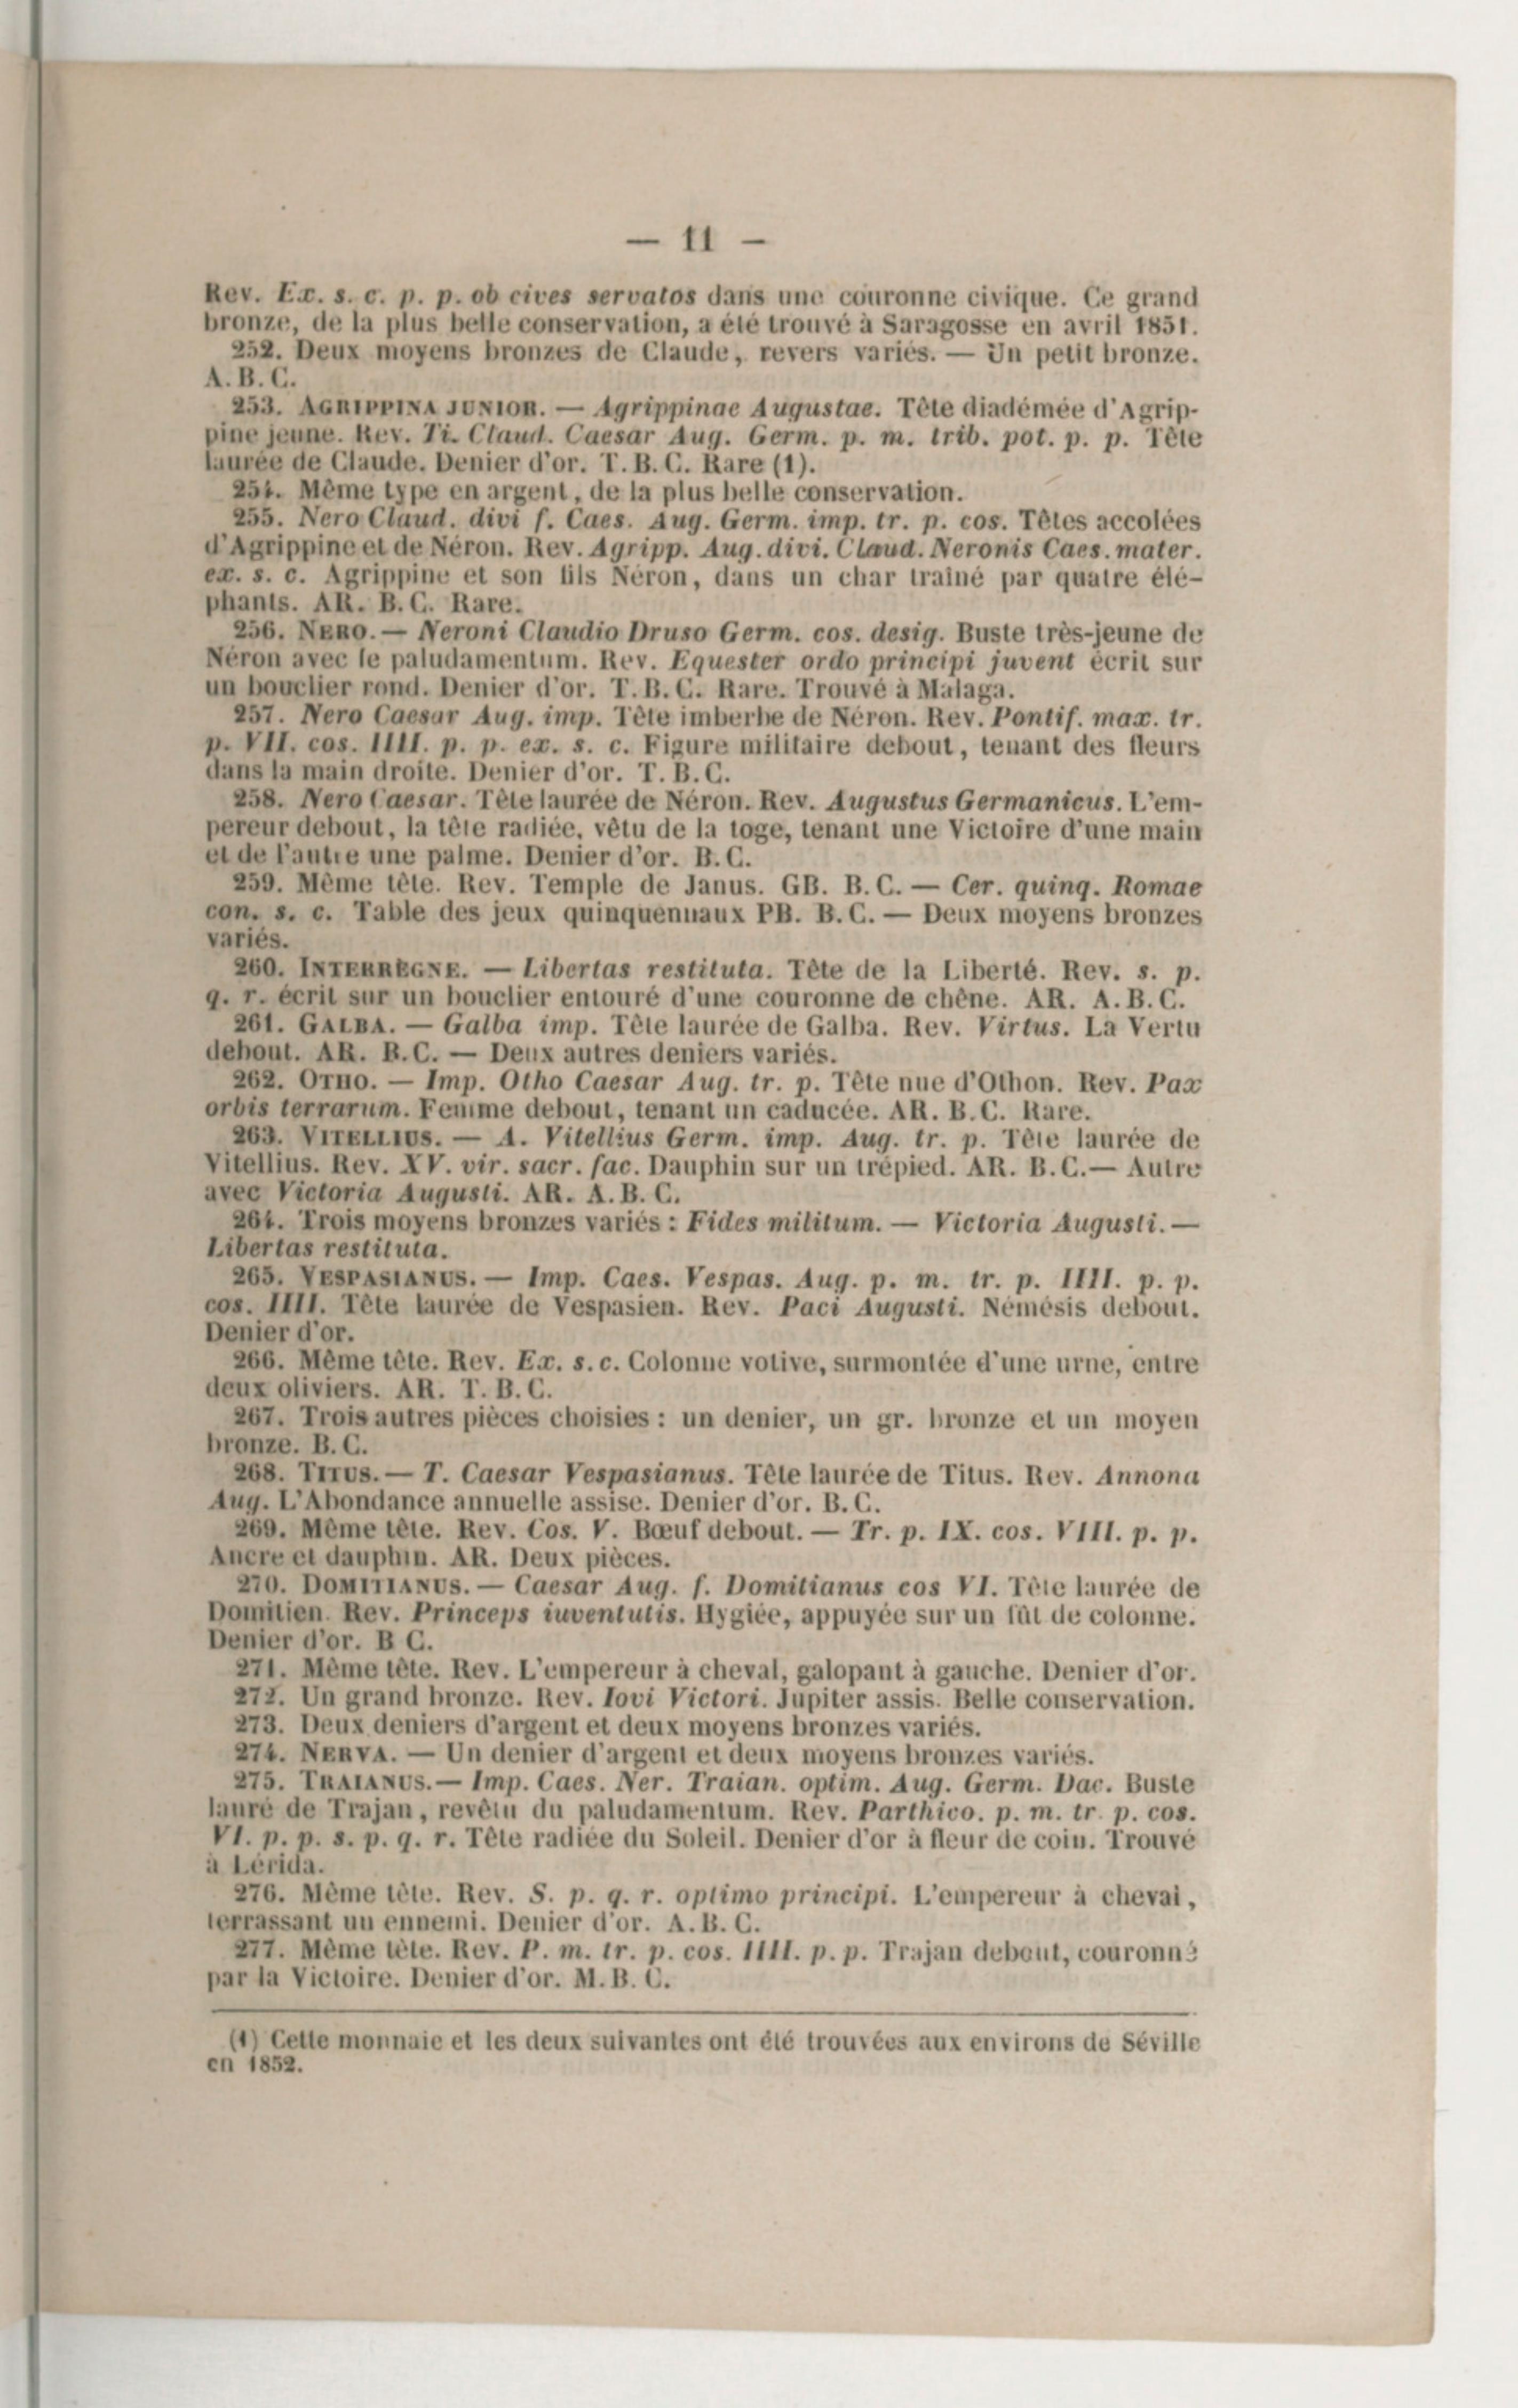 — 11 —
Rev. Ex. s. c. p. p. ob cives servatos dans une couronne civique. Ce grand
bronze, de la plus belle conservation, a été trouvé à Saragosse en avril 1851.
252. Deux moyens bronzes de Claude, revers variés. — Un petit bronze.
A. B. C.
253. AGRIPPINA JUNIOR. — Agrippinae Augustae. Tête diadémée d'Agrip-
pine jeune. Rev. Ti. Claud. Caesar Aug. Germ. p. m. trib. pot. p. p. Tête
laurée de Claude. Denier d'or. T. B. C. Rare (1).
254. Même type en argent, de la plus belle conservation.
255. Nero Claud. divi f. Caes. Aug. Germ. imp. tr. p. cos. Têtes accolées
d'Agrippine et de Néron. Rev. Agripp. Aug. divi. Claud. Neronis Caes. mater.
ex. s. c. Agrippine et son fils Néron, dans un char trainé par quatre élé-
phants. AR. B. C. Rare.
256. NERO. — Neroni Claudio Druso Germ. cos. desig. Buste très-jeune de
Néron avec le paludamentum. Rev. Equester ordo principi juvent écrit sur
un bouclier rond. Denier d'or. T. B. C. Rare. Trouvé à Malaga.
257. Nero Caesar Aug. imp. Tête imberbe de Néron. Rev. Pontif. max. tr.
p. VII. cos. IIII. p. p. ex. s. c. Figure militaire debout, tenant des fleurs
dans la main droite. Denier d'or. T. B. C.
258. Nero Caesar. Tête laurée de Néron. Rev. Augustus Germanicus. L'em-
pereur debout, la tête radiée, vêtu de la toge, tenant une Victoire d'une main
et de l'autre une palme. Denier d'or. B. C.
259. Même tête. Rev. Temple de Janus. GB. B. C. — Cer. quinq. Romae
con. s. c. Table des jeux quinquennaux PB. B. C. — Deux moyens bronzes
variés.
260. INTERRÈGNE. — Libertas restituta. Tête de la Liberté. Rev. s. p.
q. r. écrit sur un bouclier entouré d'une couronne de chêne. AR. A. B. C.
261. GALBA. — Galba imp. Tête laurée de Galba. Rev. Virtus. La Vertu
debout. AR. B. C. — Deux autres deniers variés.
262. OTHO. — Imp. Otho Caesar Aug. tr. p. Tête nue d'Othon. Rev. Pax
orbis terrarum. Femme debout, tenant un caducée. AR. B. C. Rare.
263. VITELLIUS. — A. Vitellius Germ. imp. Aug. tr. p. Tête laurée de
Vitellius. Rev. XV. vir. sacr. fac. Dauphin sur un trépied. AR. B. C. — Autre
avec Victoria Augusti. AR. A. B. C.
264. Trois moyens bronzes variés : Fides militum. — Victoria Augusti. —
Libertas restituta.
265. VESPASIANUS. — Imp. Caes. Vespas. Aug. p. m. tr. p. IIII. p. p.
cos. IIII. Tête laurée de Vespasien. Rev. Paci Augusti. Némésis debout.
Denier d'or.
266. Même tête. Rev. Ex. s. c. Colonne votive, surmontée d'une urne, entre
deux oliviers. AR. T. B. C.
267. Trois autres pièces choisies : un denier, un gr. bronze et un moyen
bronze. B. C.
268. TITUS. — T. Caesar Vespasianus. Tête laurée de Titus. Rev. Annona
Aug. L'Abondance annuelle assise. Denier d'or. B. C.
269. Même tête. Rev. Cos. V. Bœuf debout. — Tr. p. IX. cos. VIII. p. p.
Ancre et dauphin. AR. Deux pièces.
270. DOMITIANUS. — Caesar Aug. f. Domitianus cos VI. Tête laurée de
Domitien. Rev. Princeps iuventutis. Hygiée, appuyée sur un fût de colonne.
Denier d'or. B C.
271. Même tête. Rev. L'empereur à cheval, galopant à gauche. Denier d'or.
272. Un grand bronze. Rev. Iovi Victori. Jupiter assis. Belle conservation.
273. Deux deniers d'argent et deux moyens bronzes variés.
274. NERVA. — Un denier d'argent et deux moyens bronzes variés.
275. TRAIANUS. — Imp. Caes. Ner. Traian. optim. Aug. Germ. Dac. Buste
lauré de Trajan, revêtu du paludamentum. Rev. Parthico. p. m. tr. p. cos.
VI. p. p. s. p. q. r. Tête radiée du Soleil. Denier d'or à fleur de coin. Trouvé
à Lérida.
276. Même tête. Rev. S. p. q. r. optimo principi. L'empereur à cheval,
terrassant un ennemi. Denier d'or. A. B. C.
277. Même tête. Rev. P. m. tr. p. cos. IIII. p. p. Trajan debout, couronné
par la Victoire. Denier d'or. M. B. C.
(1) Cette monnaie et les deux suivantes ont été trouvées aux environs de Séville
en 1852.